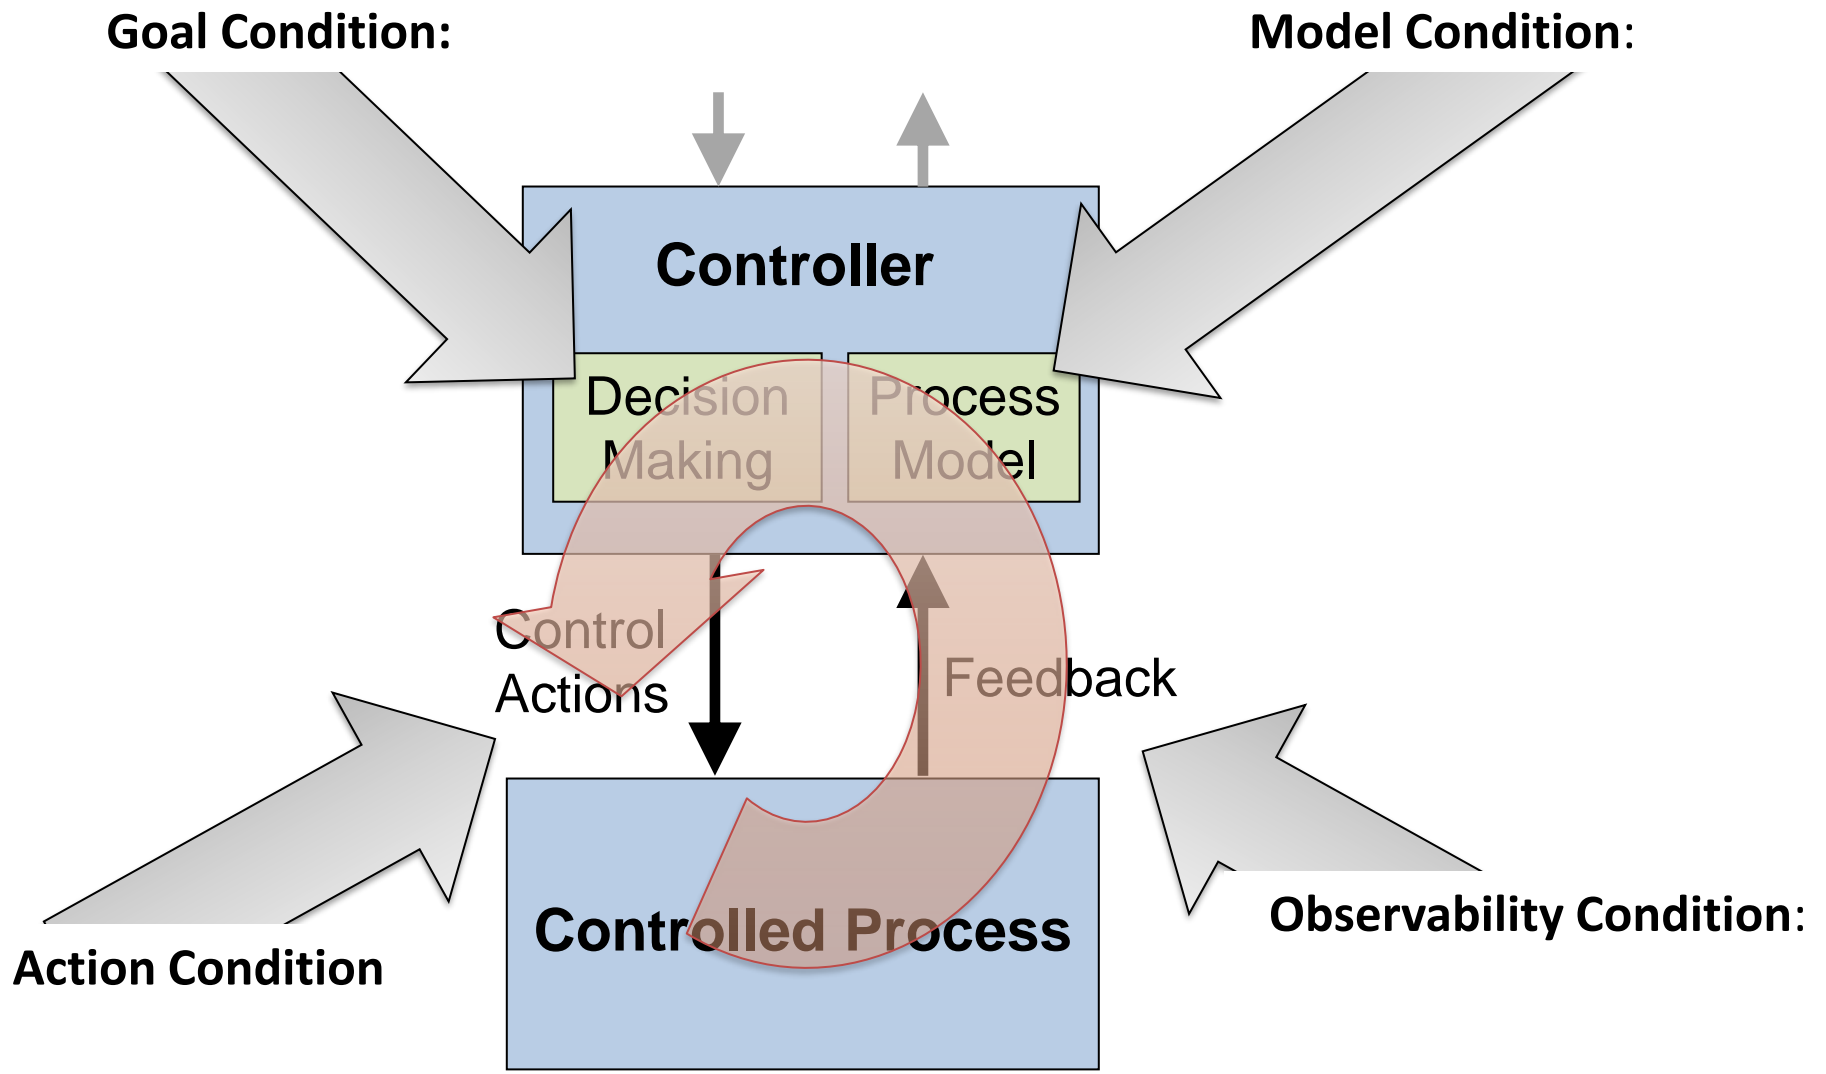 Goal Condition:
Model Condition:
Controller
Decision
Making
Process
Model
Control
Actions
Feedback
Controlled Process
Observability Condition:
Action Condition